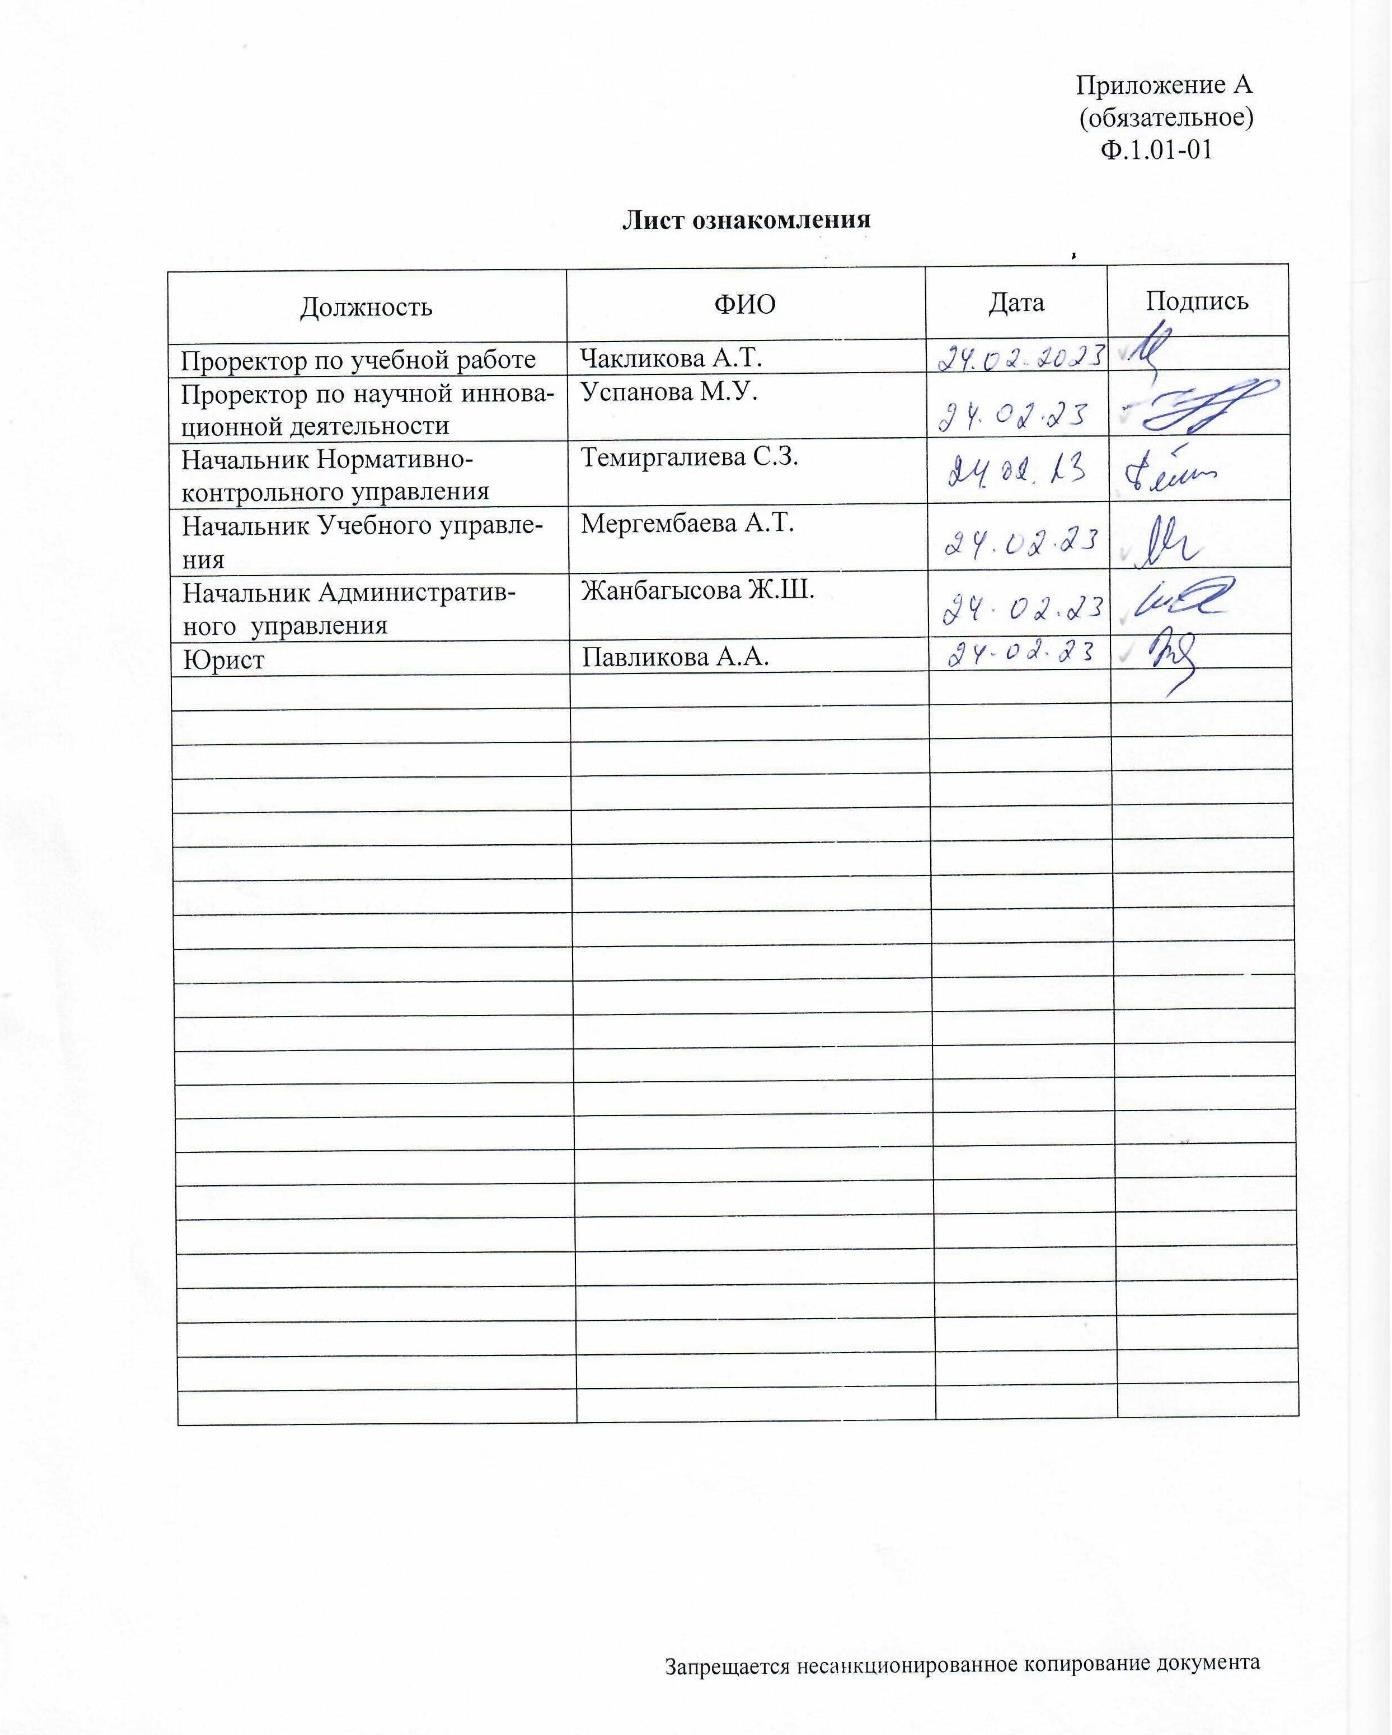 Приложение А
(обязательное)
Ф.1.01-01
Лист ознакомления
Должность ФИО Дата Подпись
Проректор по учебной работе Чакликова А.Т. 24.02.2023
Проректор по научной иннова- Успанова М.У.
ционной деятельности 24.02.23
Начальник Нормативно- Темиргалиева С.З.
контрольного управления 24.02.23
Начальник Учебного управле- Мергембаева А.Т.
ния 24.02.23
Начальник Административ- Жанбагысова Ж.Ш.
ного управления 24.02.23
Юрист Павликова А.А. 24.02.23
Запрещается несанкционированное копирование документа